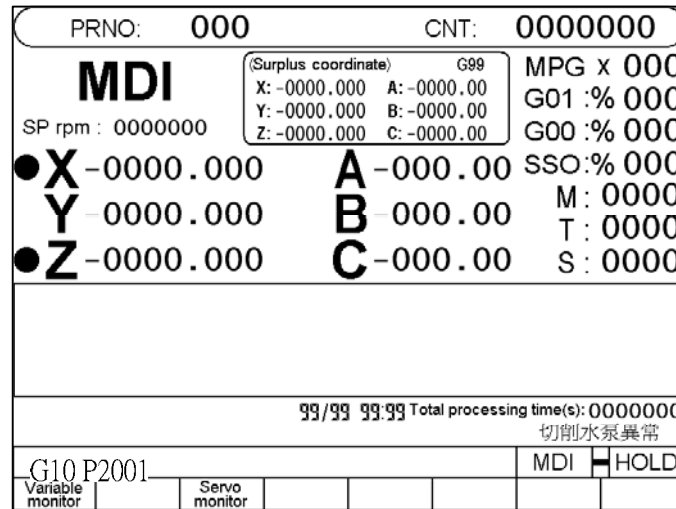 PRNO: 000 CNT: 0000000
MDI
(Surplus coordinate) G99
X: -0000.000 A: -0000.00
Y: -0000.000 B: -0000.00
Z: -0000.000 C: -0000.00
MPG x 000
G01 :% 000
G00 :% 000
SSO:% 000
M : 0000
T : 0000
S : 0000
SP rpm : 0000000
X -0000.000 A -000.00
Y -0000.000 B -000.00
Z -0000.000 C -000.00
99/99 99:99 Total processing time(s): 0000000
切削水泵異常
G10 P2001 MDI HOLD
Variable monitor
Servo monitor